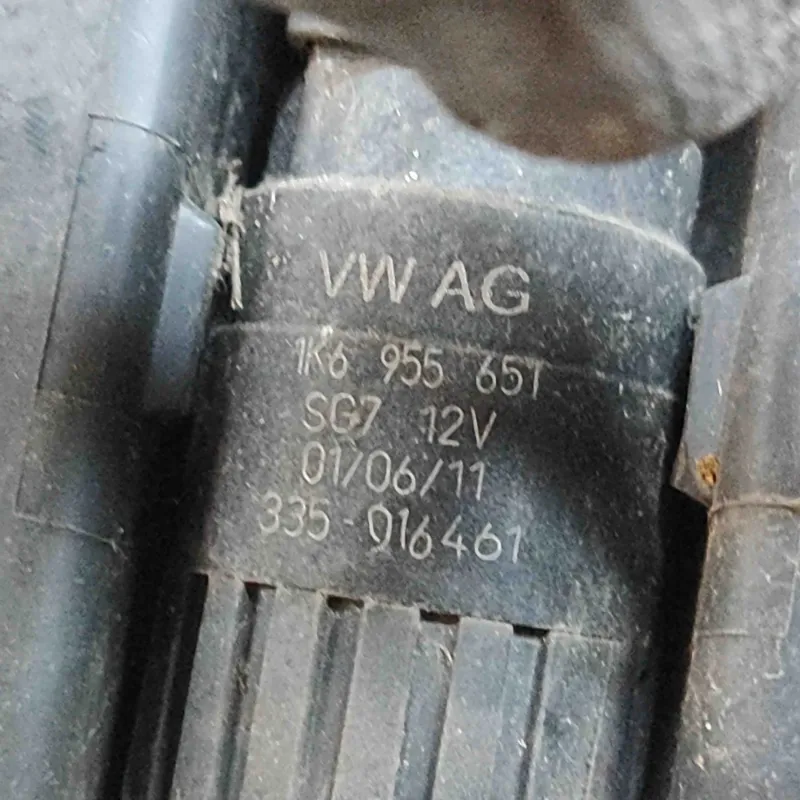 VW AG
1K6 955 651
SG7 12V
01/06/11
335-016461